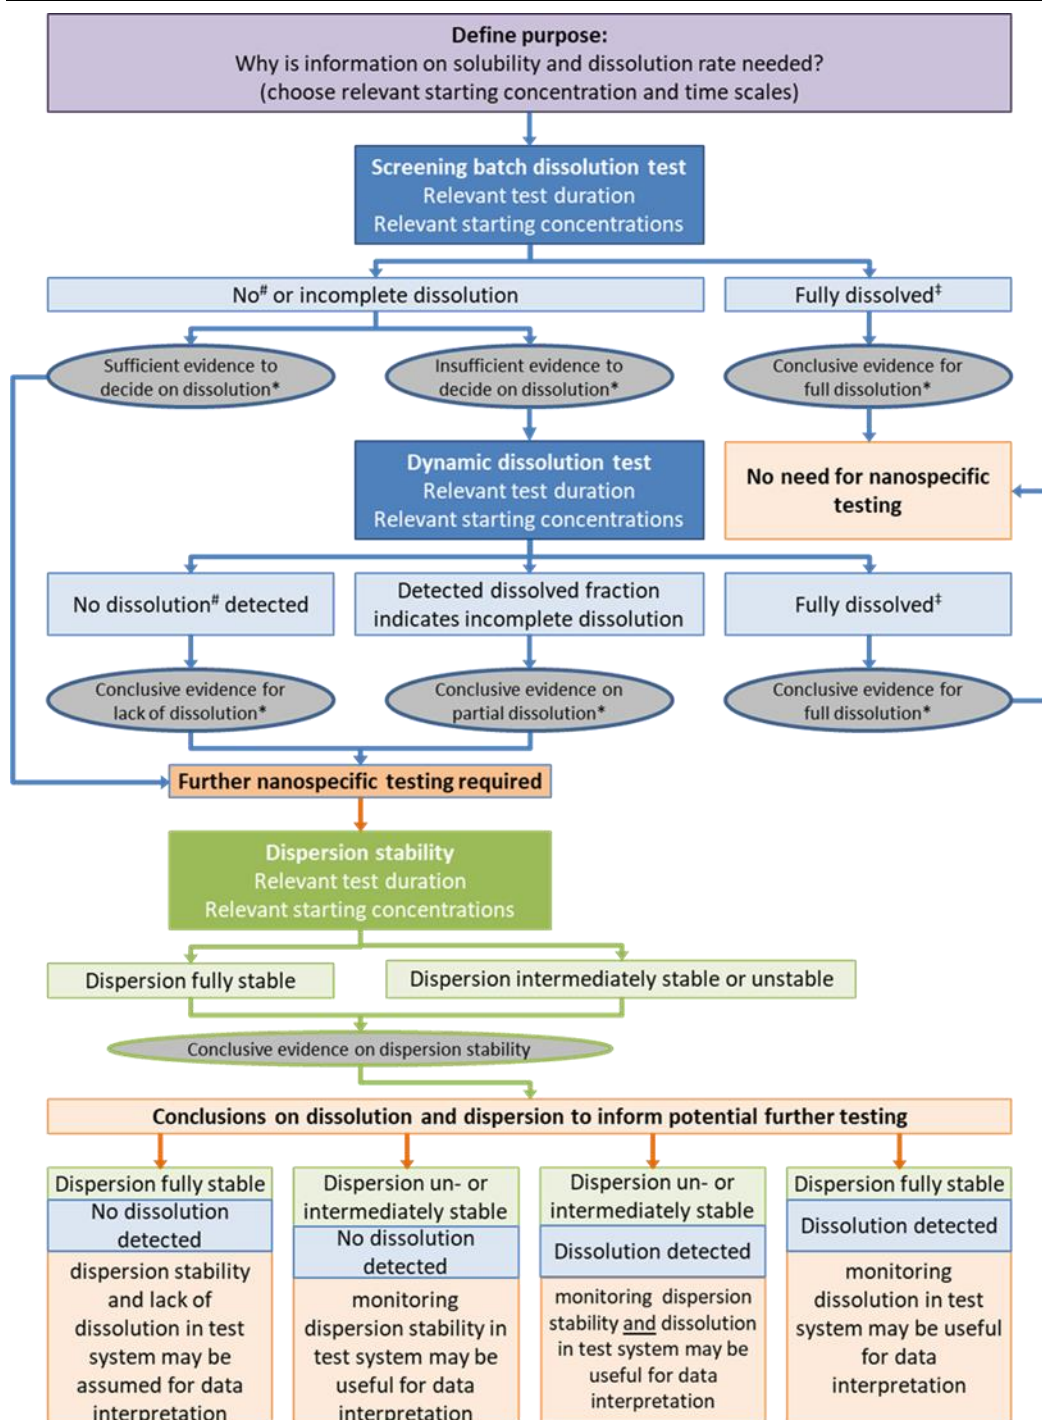 Define purpose:
Why is information on solubility and dissolution rate needed?
(choose relevant starting concentration and time scales)
Screening batch dissolution test
Relevant test duration
Relevant starting concentrations
No# or incomplete dissolution
Fully dissolved‡
Sufficient evidence to
decide on dissolution*
Insufficient evidence to
decide on dissolution*
Conclusive evidence for
full dissolution*
Dynamic dissolution test
Relevant test duration
Relevant starting concentrations
No need for nanospecific
testing
No dissolution# detected
Detected dissolved fraction
indicates incomplete dissolution
Fully dissolved‡
Conclusive evidence for
lack of dissolution*
Conclusive evidence on
partial dissolution*
Conclusive evidence for
full dissolution*
Further nanospecific testing required
Dispersion stability
Relevant test duration
Relevant starting concentrations
Dispersion fully stable
Dispersion intermediately stable or unstable
Conclusive evidence on dispersion stability
Conclusions on dissolution and dispersion to inform potential further testing
Dispersion fully stable
No dissolution
detected
dispersion stability
and lack of
dissolution in test
system may be
assumed for data
interpretation
Dispersion un- or
intermediately stable
No dissolution
detected
monitoring
dispersion stability in
test system may be
useful for data
interpretation
Dispersion un- or
intermediately stable
Dissolution detected
monitoring dispersion
stability and dissolution
in test system may be
useful for data
interpretation
Dispersion fully stable
Dissolution detected
monitoring
dissolution in test
system may be useful
for data
interpretation